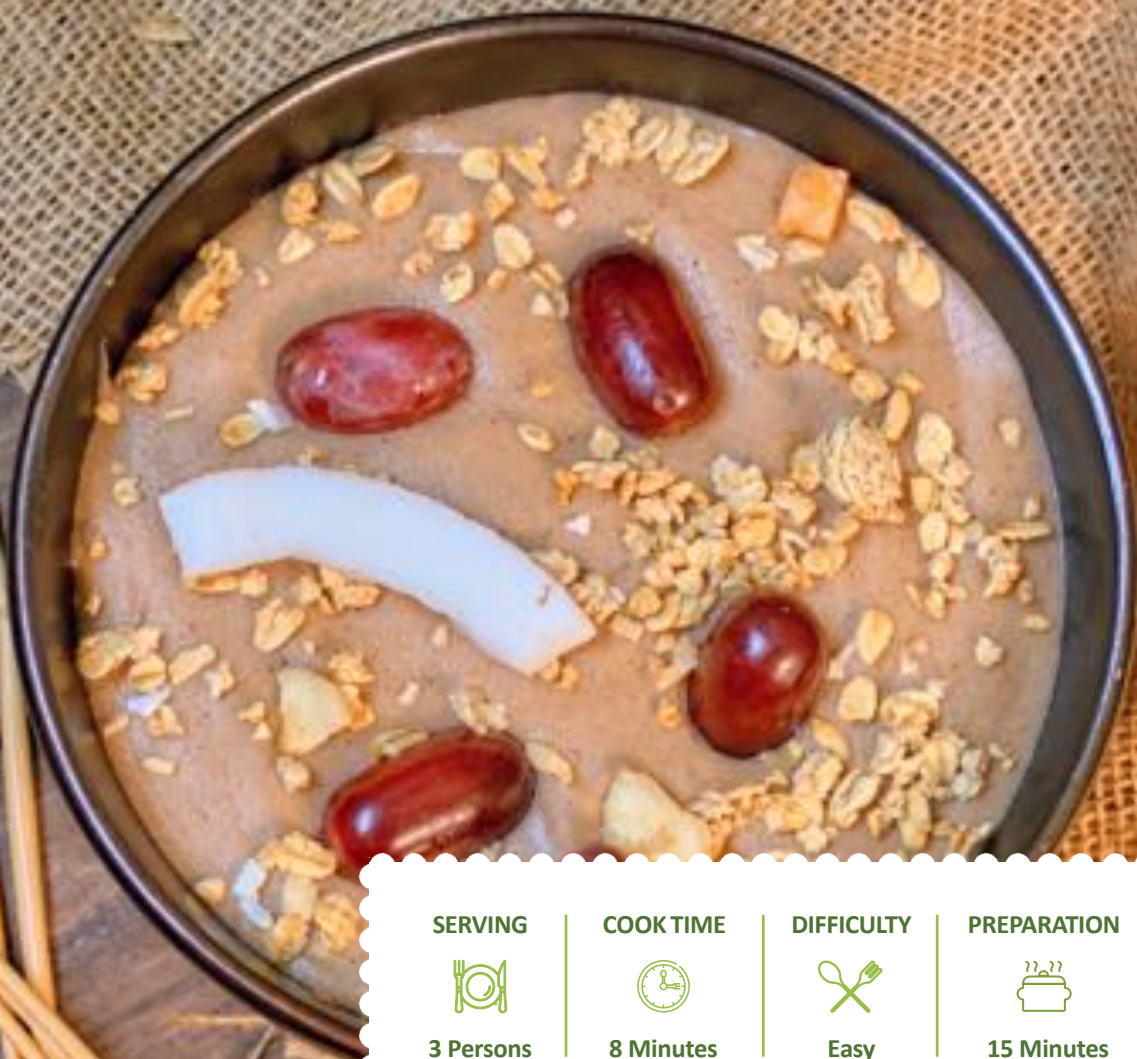 SERVING
COOK TIME
DIFFICULTY
PREPARATION
3 Persons
8 Minutes
Easy
15 Minutes